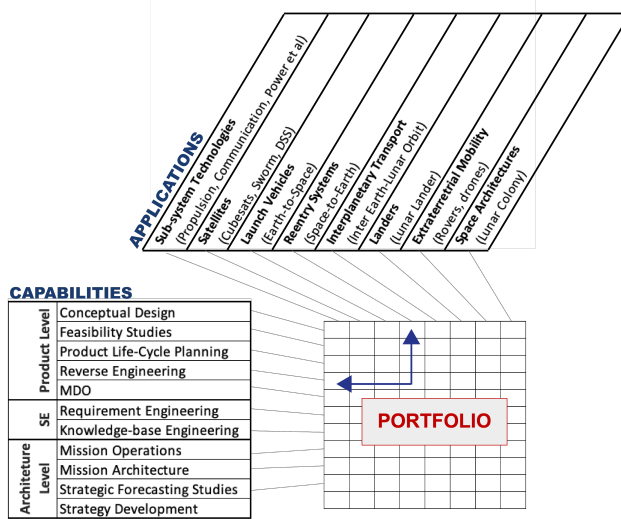 APPLICATIONS
Sub-system Technologies
(Propulsion, Communication, Power et al)
Satellites
(Cubesats, Sworm, DSS)
Launch Vehicles
(Earth-to-Space)
Reentry Systems
(Space-to-Earth)
Interplanetary Transport
(Inter Earth-Lunar Orbit)
Landers
(Lunar Lander)
Extraterretrial Mobility
(Rovers, drones)
Space Architectures
(Lunar Colony)
CAPABILITIES
Product Level
Conceptual Design
Feasibility Studies
Product Life-Cycle Planning
Reverse Engineering
MDO
SE
Requirement Engineering
Knowledge-base Engineering
Architeture
Level
Mission Operations
Mission Architecture
Strategic Forecasting Studies
Strategy Development
PORTFOLIO